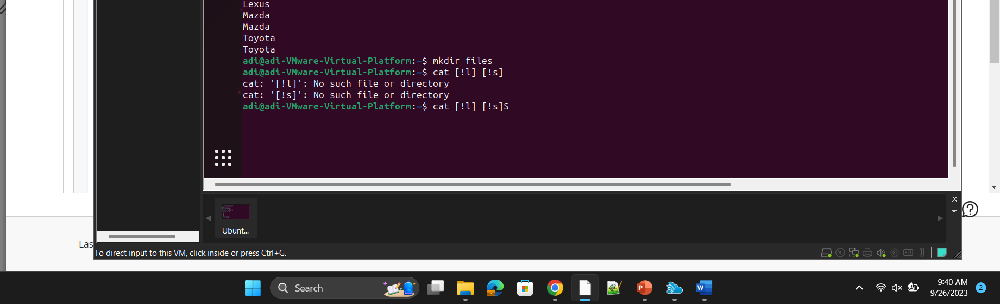 Lexus
Mazda
Mazda
Toyota
Toyota
adi@adi-VMware-Virtual-Platform:~$ mkdir files
adi@adi-VMware-Virtual-Platform:~$ cat [!l] [!s]
cat: '[!l]': No such file or directory
cat: '[!s]': No such file or directory
adi@adi-VMware-Virtual-Platform:~$ cat [!l] [!s]S
Ubunt...
X
Las
To direct input to this VM, click inside or press Ctrl+G.
Search
P
W
9:40 AM
9/26/2023
2